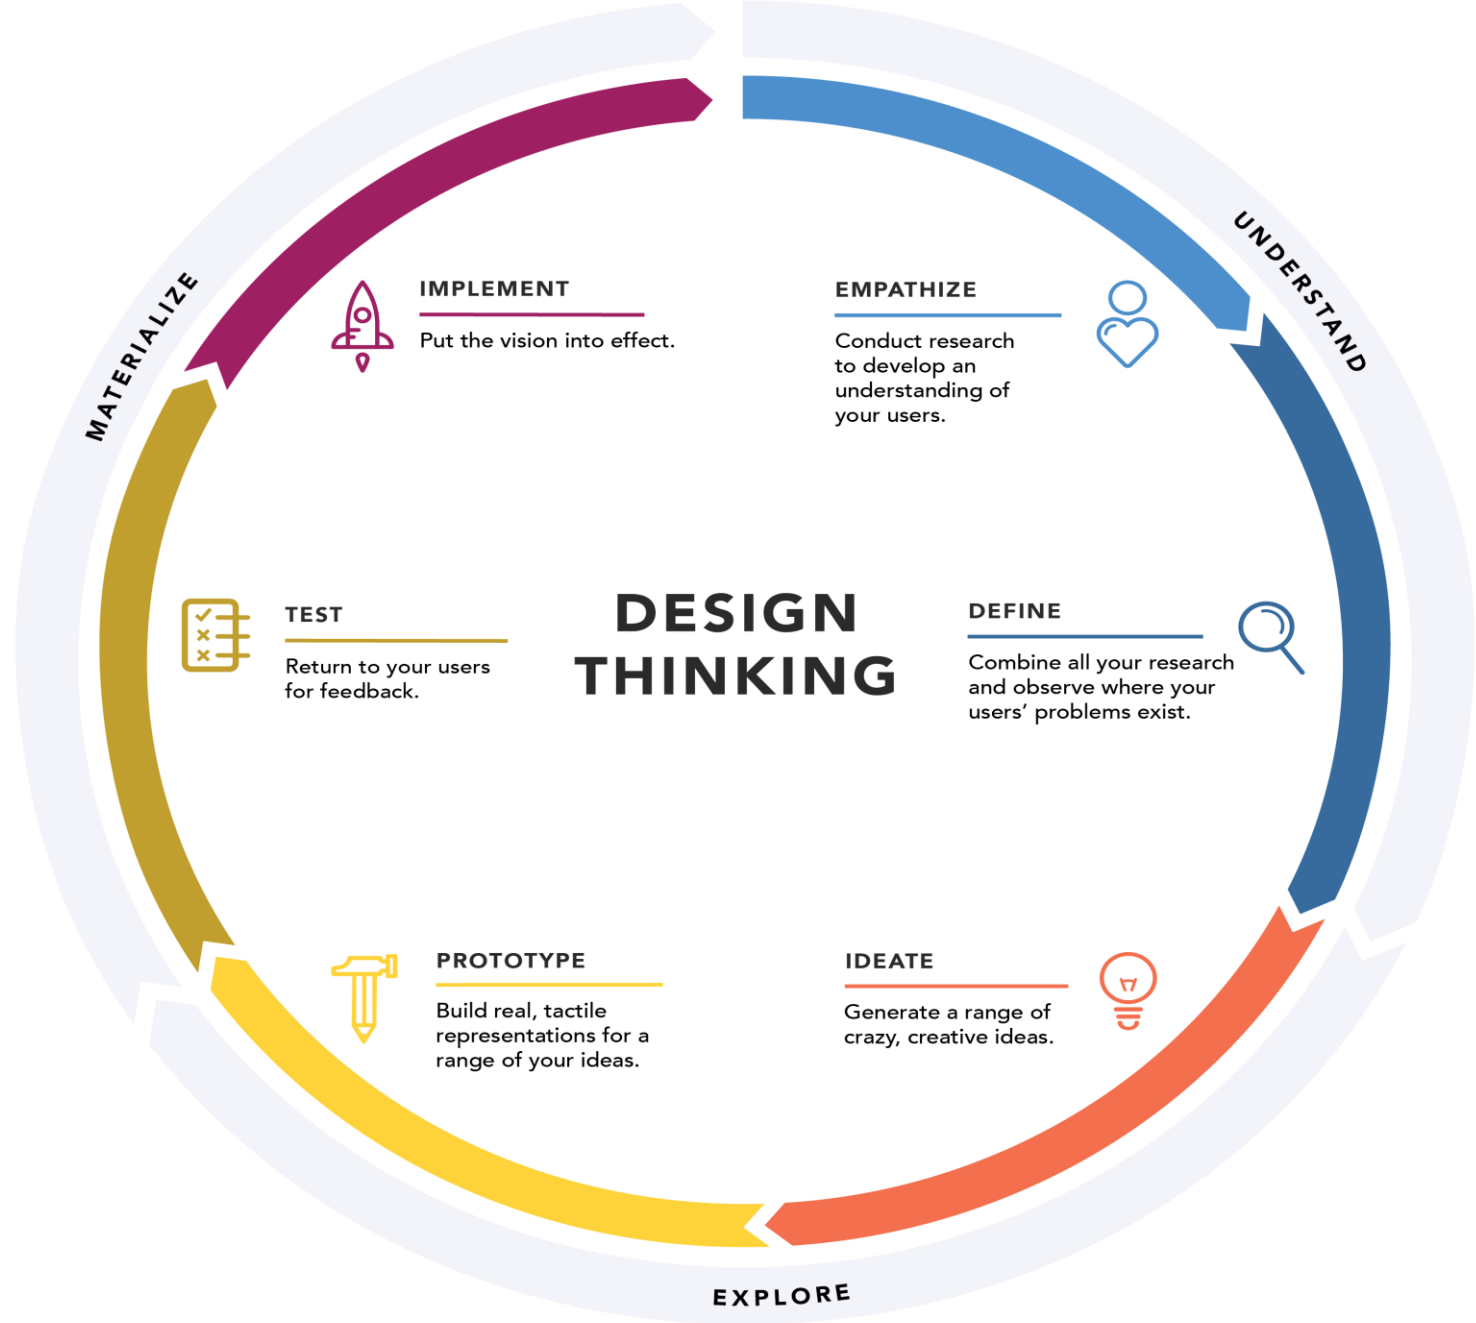 DESIGN
THINKING
UNDERSTAND
EMPATHIZE
Conduct research
to develop an
understanding of
your users.
DEFINE
Combine all your research
and observe where your
users’ problems exist.
EXPLORE
IDEATE
Generate a range of
crazy, creative ideas.
PROTOTYPE
Build real, tactile
representations for a
range of your ideas.
MATERIALIZE
TEST
Return to your users
for feedback.
IMPLEMENT
Put the vision into effect.